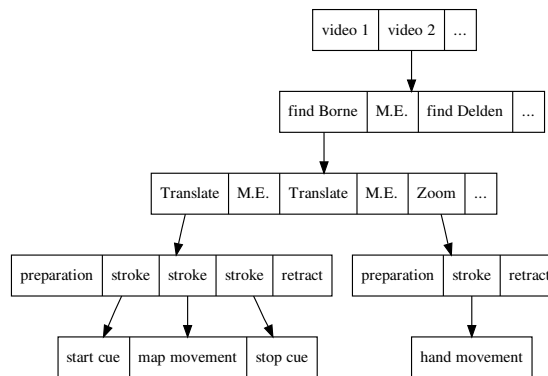 video 1 video 2 ...
find Borne M.E. find Delden ...
Translate M.E. Translate M.E. Zoom ...
preparation stroke stroke stroke retract preparation stroke retract
start cue map movement stop cue hand movement